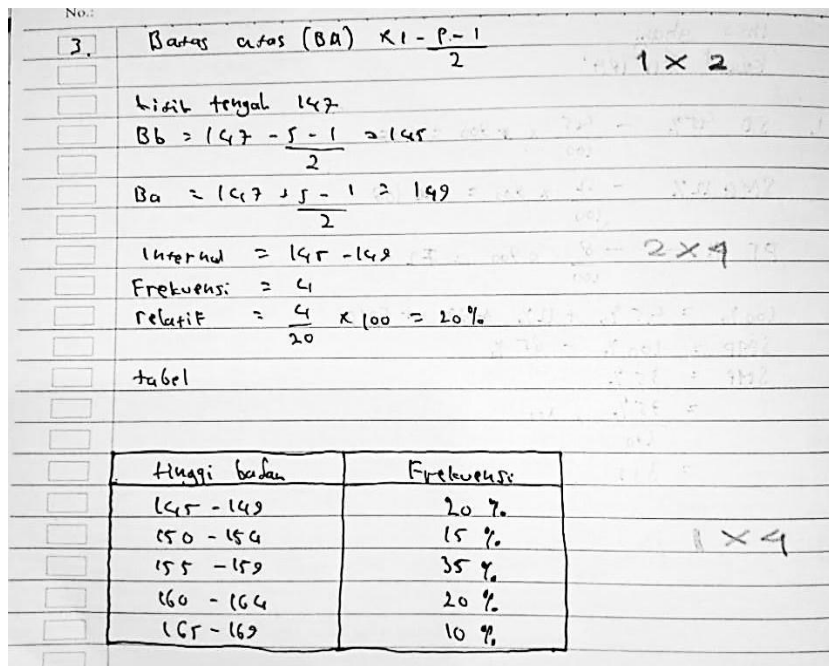 No.:
3. Batas atas (BA) x1 - p - 1 / 2
1 x 2
titik tengah 147
Bb = 147 - 5 - 1 / 2 = 145
Ba = 147 + 5 - 1 / 2 = 149
Interval = 145 - 149
2 x 4
Frekuensi = 4
relatif = 4 / 20 x 100 = 20%
tabel
tinggi badan Frekuensi
145 - 149 20 %
150 - 154 15 %
155 - 159 35 %
160 - 164 20 %
165 - 169 10 %
1 x 4